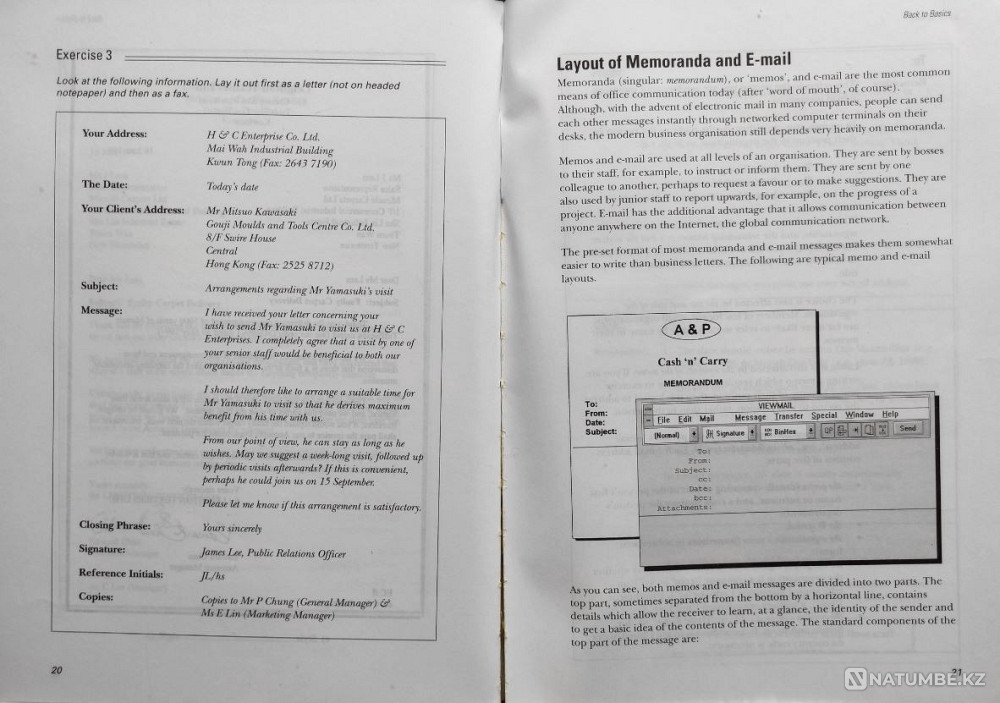 Exercise 3
Look at the following information. Lay it out first as a letter (not on headed
notepaper) and then as a fax.
Your Address:
H & C Enterprise Co. Ltd.
Mai Wah Industrial Building
Kwun Tong (Fax: 2643 7190)
The Date:
Today's date
Your Client's Address:
Mr Mitsuo Kawasaki
Gouji Moulds and Tools Centre Co. Ltd.
8/F Swire House
Central
Hong Kong (Fax: 2525 8712)
Subject:
Arrangements regarding Mr Yamasuki's visit
Message:
I have received your letter concerning your
wish to send Mr Yamasuki to visit us at H & C
Enterprises. I completely agree that a visit by one of
your senior staff would be beneficial to both our
organisations.
I should therefore like to arrange a suitable time for
Mr Yamasuki to visit so that he derives maximum
benefit from his time with us.
From our point of view, he can stay as long as he
wishes. May we suggest a week-long visit, followed up
by periodic visits afterwards? If this is convenient,
perhaps he could join us on 15 September.
Please let me know if this arrangement is satisfactory.
Closing Phrase:
Yours sincerely
Signature:
James Lee, Public Relations Officer
Reference Initials:
JL/hs
Copies:
Copies to Mr P Chung (General Manager) &
Ms E Lin (Marketing Manager)
20
Back to Basics
Layout of Memoranda and E-mail
Memoranda (singular: memorandum), or 'memos', and e-mail are the most common
means of office communication today (after 'word of mouth', of course).
Although, with the advent of electronic mail in many companies, people can send
each other messages instantly through networked computer terminals on their
desks, the modern business organisation still depends very heavily on memoranda.
Memos and e-mail are used at all levels of an organisation. They are sent by bosses
to their staff, for example, to instruct or inform them. They are sent by one
colleague to another, perhaps to request a favour or to make suggestions. They are
also used by junior staff to report upwards, for example, on the progress of a
project. E-mail has the additional advantage that it allows communication between
anyone anywhere on the Internet, the global communication network.
The pre-set format of most memoranda and e-mail messages makes them somewhat
easier to write than business letters. The following are typical memo and e-mail
layouts.
A & P
Cash 'n' Carry
MEMORANDUM
To:
From:
Date:
Subject:
VIEWMAIL
File Edit Mail Message Transfer Special Window Help
(Normal) Signature BinHex Send
To:
From:
Subject:
cc:
Date:
bcc:
Attachments:
As you can see, both memos and e-mail messages are divided into two parts. The
top part, sometimes separated from the bottom by a horizontal line, contains
details which allow the receiver to learn, at a glance, the identity of the sender and
to get a basic idea of the contents of the message. The standard components of the
top part of the message are:
21
NATUMBE.KZ